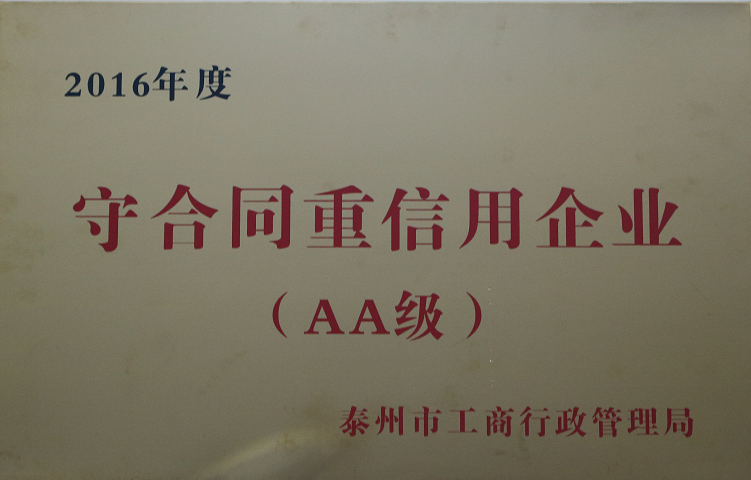 2016年度
守合同重信用企业
（AA级）
泰州市工商行政管理局